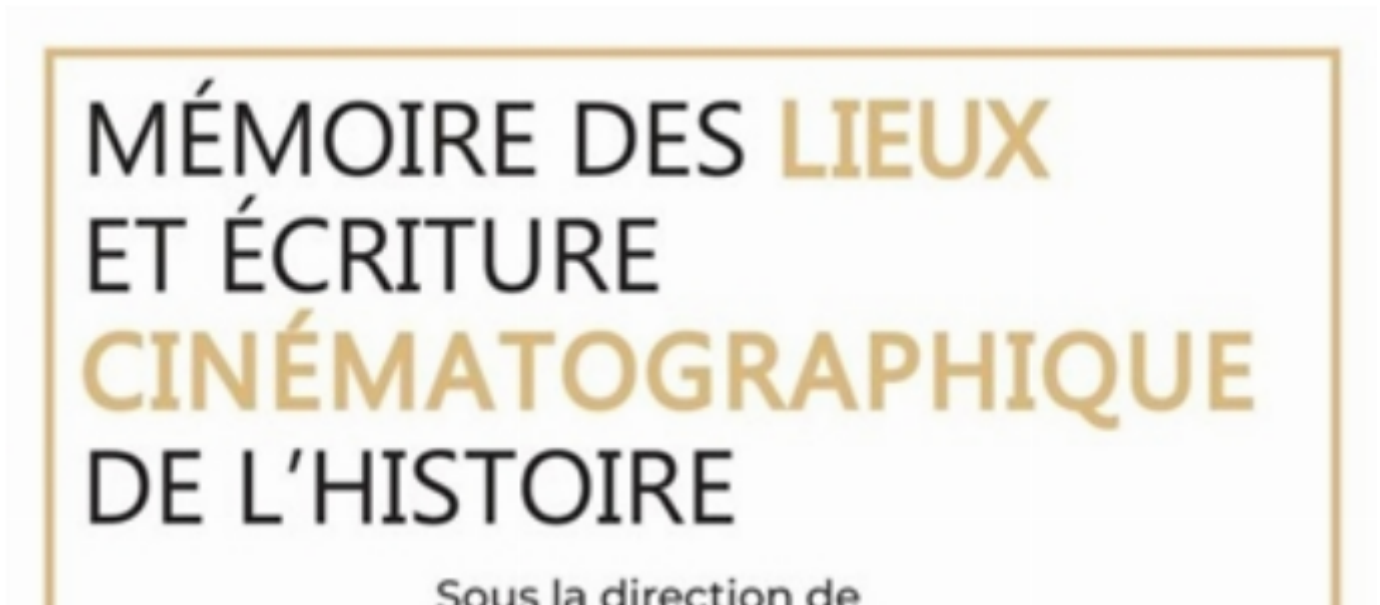 MÉMOIRE DES LIEUX
ET ÉCRITURE
CINÉMATOGRAPHIQUE
DE L’HISTOIRE
Sous la direction de